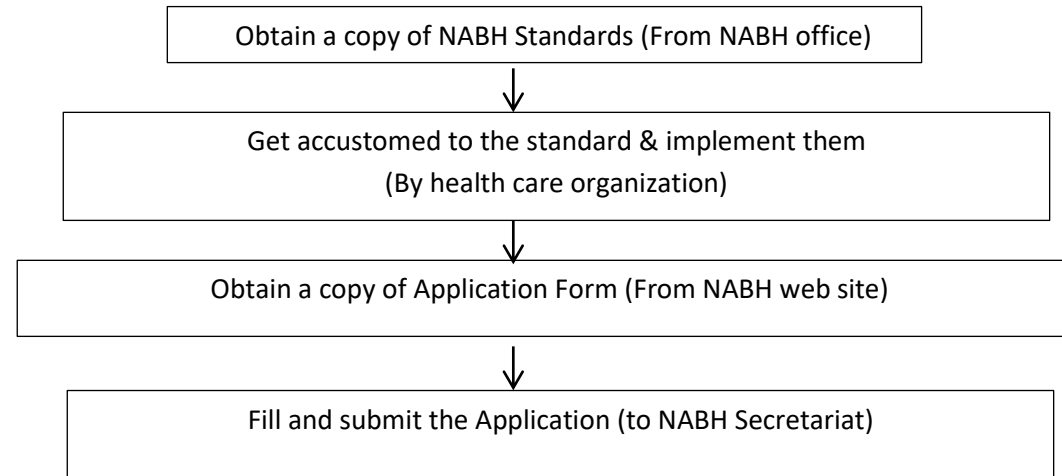 Obtain a copy of NABH Standards (From NABH office)
Get accustomed to the standard & implement them
(By health care organization)
Obtain a copy of Application Form (From NABH web site)
Fill and submit the Application (to NABH Secretariat)